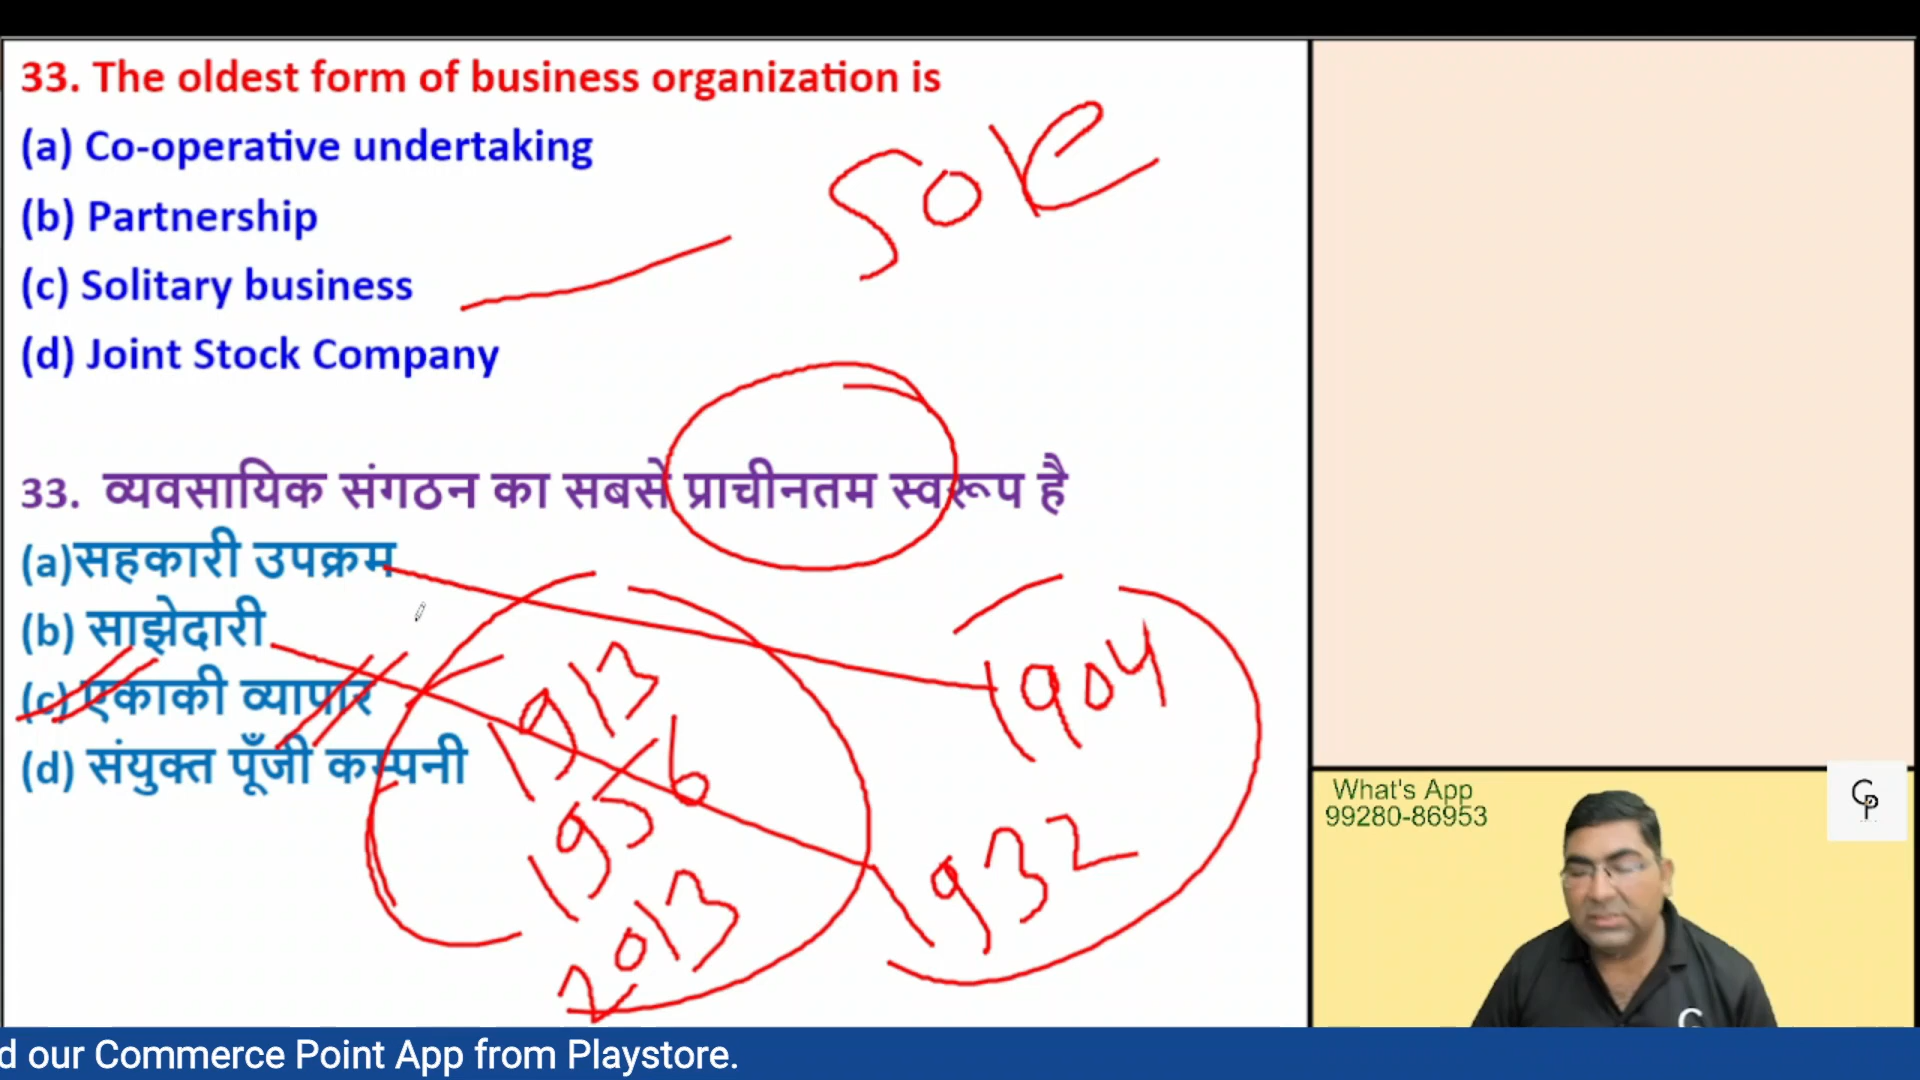 33. The oldest form of business organization is
(a) Co-operative undertaking
(b) Partnership
(c) Solitary business
(d) Joint Stock Company
Sole
33. व्यवसायिक संगठन का सबसे प्राचीनतम स्वरूप है
(a)सहकारी उपक्रम
(b) साझेदारी
(c) एकाकी व्यापार
(d) संयुक्त पूँजी कम्पनी
1913
1956
2013
1904
1932
What's App
99280-86953
CP
d our Commerce Point App from Playstore.